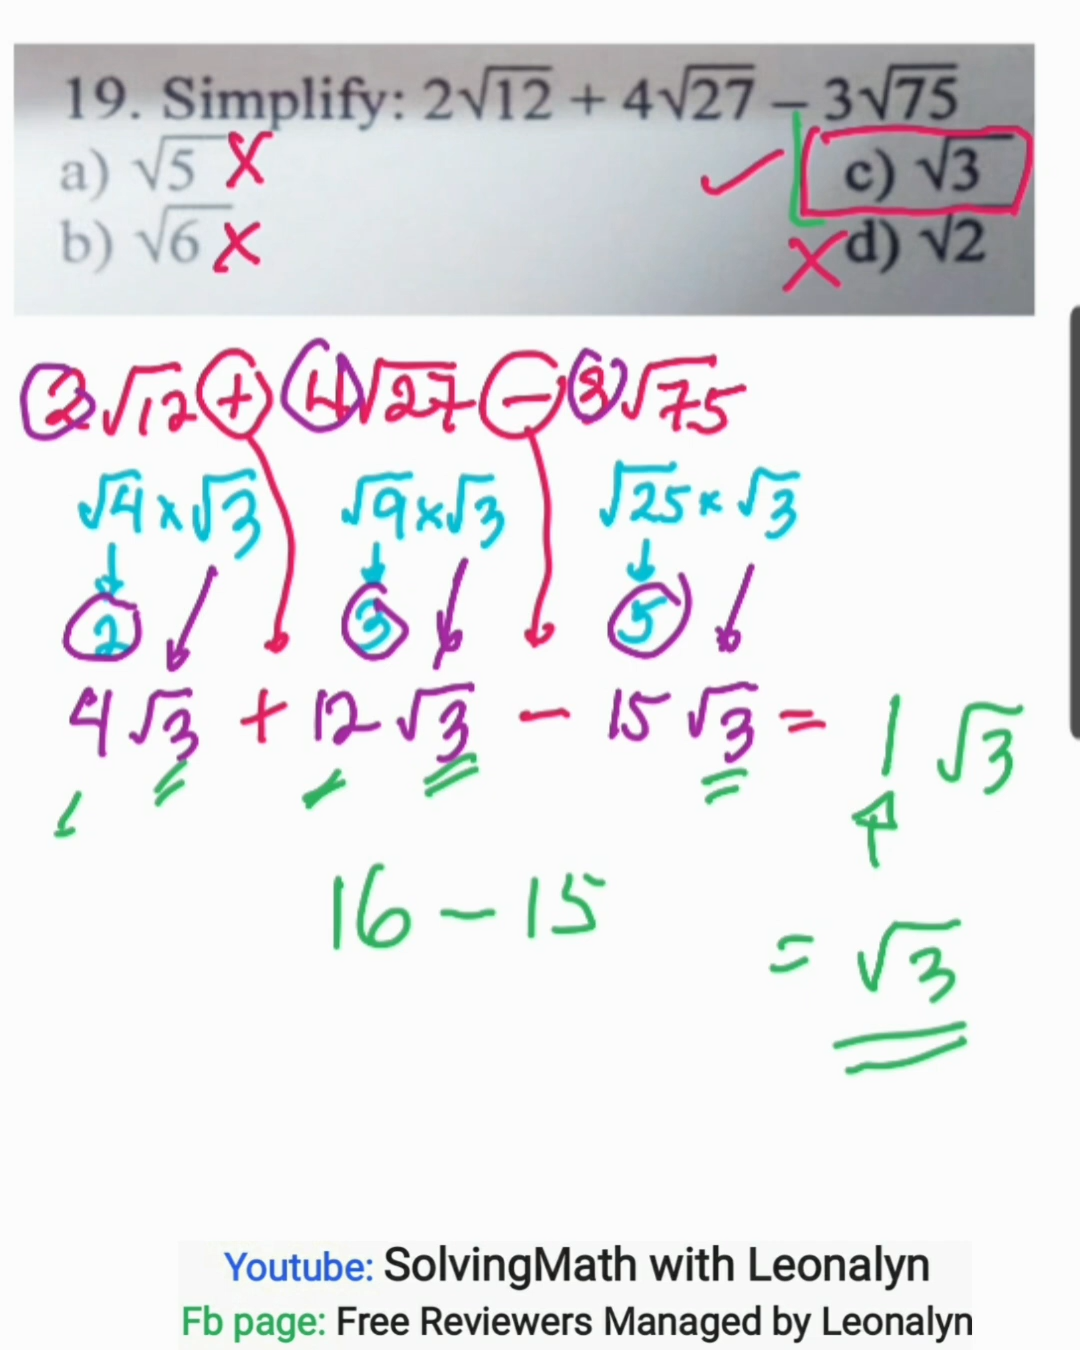 19. Simplify: 2√12 + 4√27 – 3√75
a) √5 X
c) √3
b) √6 X
X d) √2
2√12 + 4√27 - 3√75
√4 x √3 √9 x √3 √25 x √3
2 3 5
4√3 + 12√3 - 15√3 = 1√3
16 - 15
= √3
Youtube: SolvingMath with Leonalyn
Fb page: Free Reviewers Managed by Leonalyn